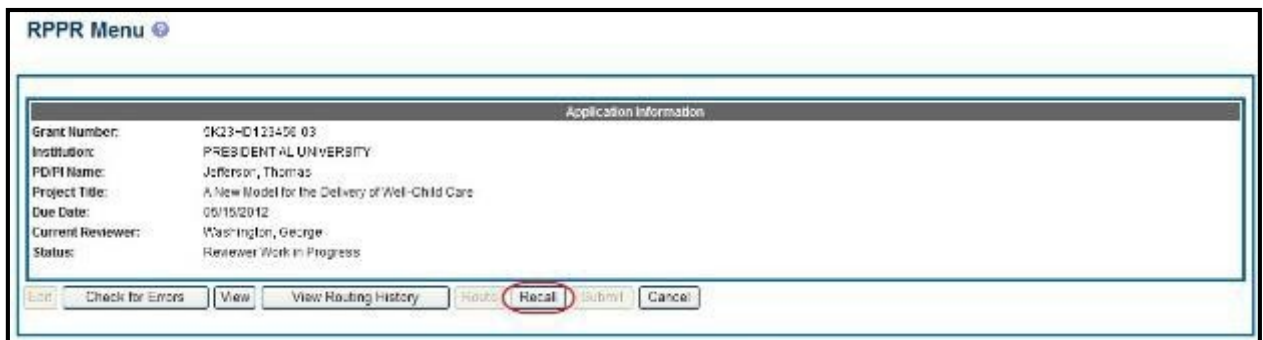 RPPR Menu ?
Application Information
Grant Number: 5K23HD123456-03
Institution: PRESIDENTIAL UNIVERSITY
PD/PI Name: Jefferson, Thomas
Project Title: A New Model for the Delivery of Well-Child Care
Due Date: 05/15/2012
Current Reviewer: Washington, George
Status: Reviewer Work in Progress
Edit Check for Errors View View Routing History Route Recall Submit Cancel